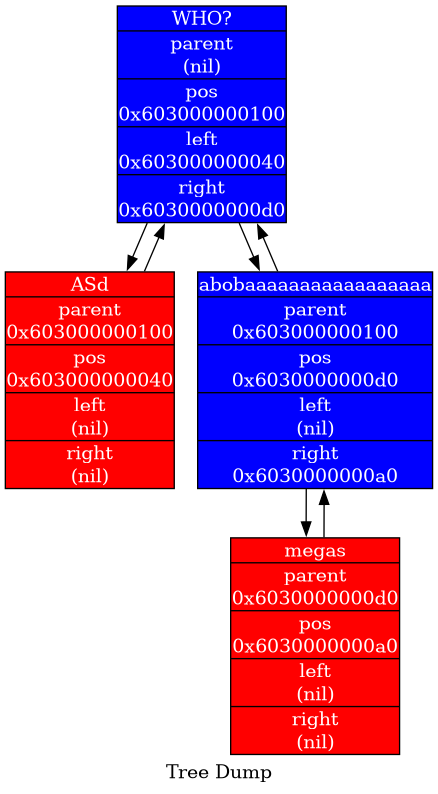 WHO?
parent
(nil)
pos
0x603000000100
left
0x603000000040
right
0x6030000000d0
ASd
parent
0x603000000100
pos
0x603000000040
left
(nil)
right
(nil)
abobaaaaaaaaaaaaaaaaa
parent
0x603000000100
pos
0x6030000000d0
left
(nil)
right
0x6030000000a0
megas
parent
0x6030000000d0
pos
0x6030000000a0
left
(nil)
right
(nil)
Tree Dump